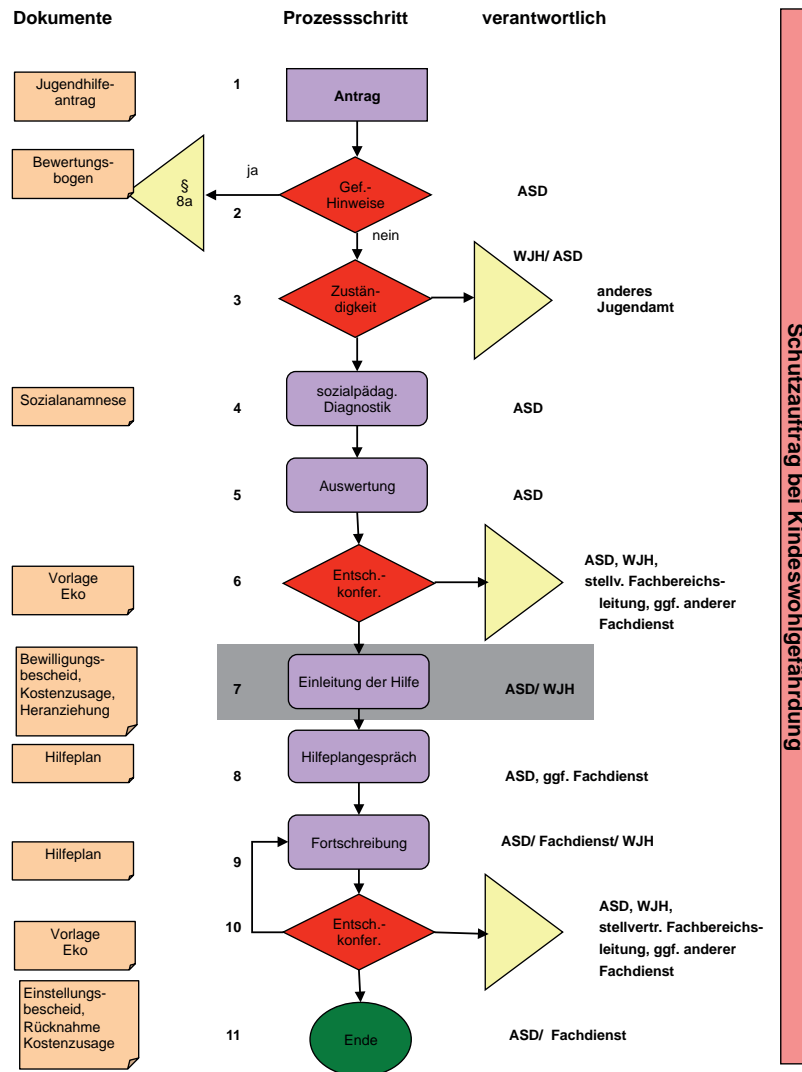 Dokumente
Prozessschritt
verantwortlich
Jugendhilfe-
antrag
1
Antrag
Bewertungs-
bogen
§
8a
ja
2
Gef.-
Hinweise
ASD
nein
3
Zustän-
digkeit
WJH/ ASD
anderes
Jugendamt
Sozialanamnese
4
sozialpädag.
Diagnostik
ASD
5
Auswertung
ASD
Vorlage
Eko
6
Entsch.-
konfer.
ASD, WJH,
stellv. Fachbereichs-
leitung, ggf. anderer
Fachdienst
Bewilligungs-
bescheid,
Kostenzusage,
Heranziehung
7
Einleitung der Hilfe
ASD/ WJH
Hilfeplan
8
Hilfeplangespräch
ASD, ggf. Fachdienst
Hilfeplan
9
Fortschreibung
ASD/ Fachdienst/ WJH
Vorlage
Eko
10
Entsch.-
konfer.
ASD, WJH,
stellvertr. Fachbereichs-
leitung, ggf. anderer
Fachdienst
Einstellungs-
bescheid,
Rücknahme
Kostenzusage
11
Ende
ASD/ Fachdienst
Schutzauftrag bei Kindeswohlgefährdung